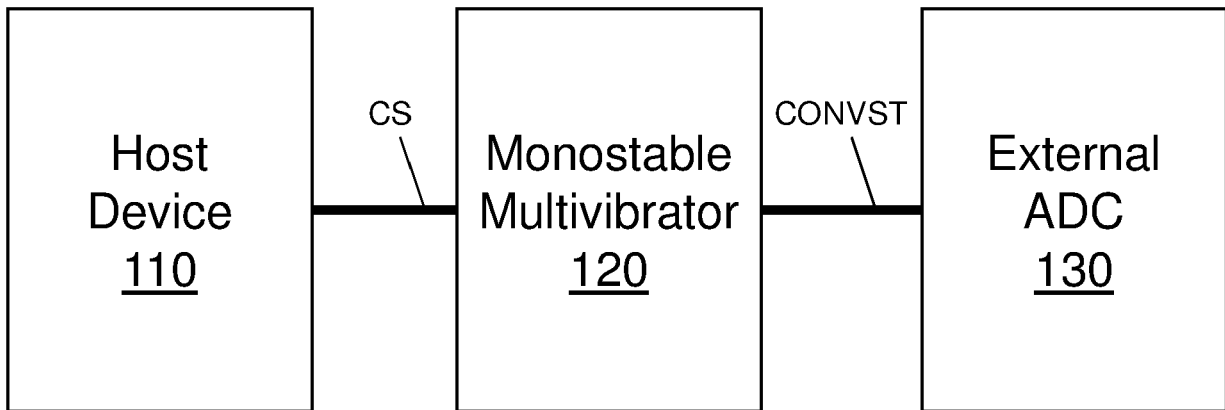 Host
Device
110
CS
Monostable
Multivibrator
120
CONVST
External
ADC
130